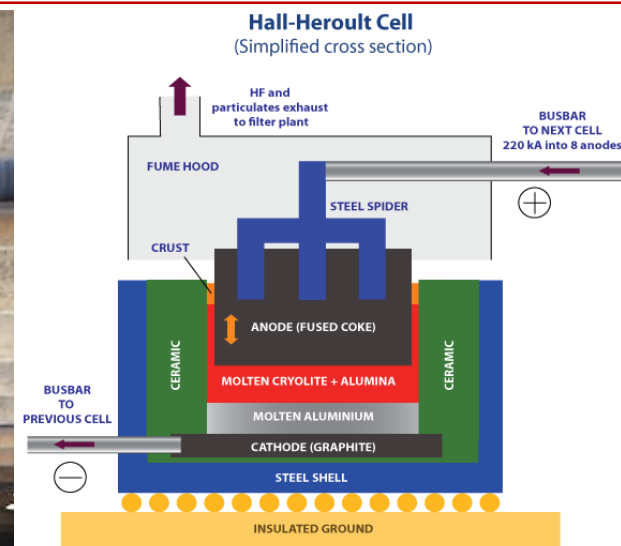 Hall-Heroult Cell
(Simplified cross section)
HF and
particulates exhaust
to filter plant
BUSBAR
TO NEXT CELL
220 kA into 8 anodes
FUME HOOD
STEEL SPIDER
+
CRUST
ANODE (FUSED COKE)
CERAMIC
CERAMIC
MOLTEN CRYOLITE + ALUMINA
BUSBAR
TO
PREVIOUS CELL
MOLTEN ALUMINIUM
CATHODE (GRAPHITE)
−
STEEL SHELL
INSULATED GROUND